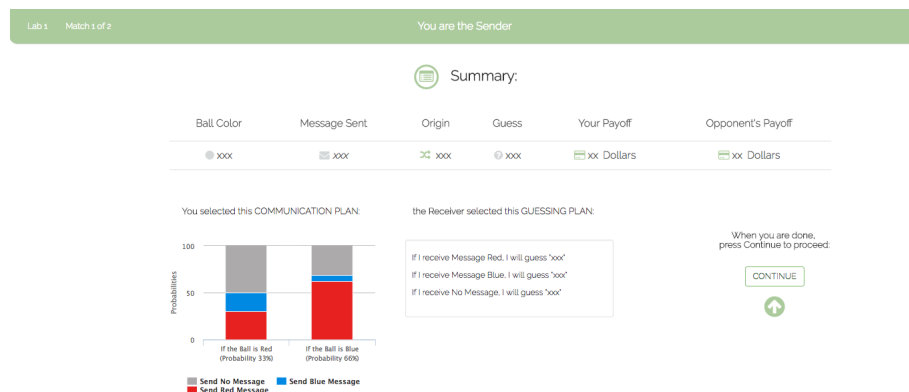 Lab 1 Match 1 of 2 You are the Sender
Summary:
Ball Color Message Sent Origin Guess Your Payoff Opponent's Payoff
xxx xxx xxx xxx xx Dollars xx Dollars
You selected this COMMUNICATION PLAN:
100
50
0
Probabilities
If the Ball is Red
(Probability 33%)
If the Ball is Blue
(Probability 66%)
Send No Message Send Blue Message
Send Red Message
the Receiver selected this GUESSING PLAN:
If I receive Message Red, I will guess "xxx"
If I receive Message Blue, I will guess "xxx"
If I receive No Message, I will guess "xxx"
When you are done,
press Continue to proceed:
CONTINUE